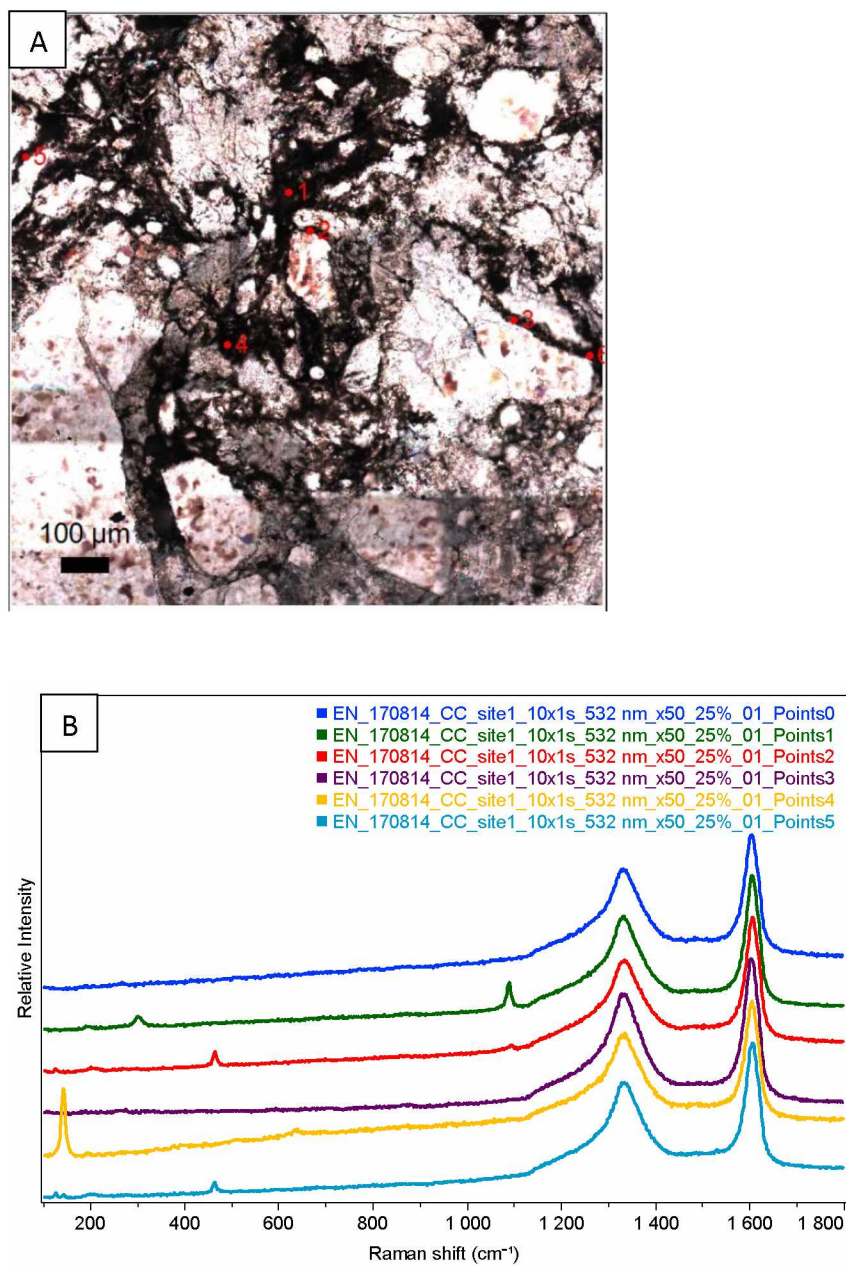 A
5
1
2
3
6
4
100 µm
B
EN_170814_CC_site1_10x1s_532 nm_x50_25%_01_Points0
EN_170814_CC_site1_10x1s_532 nm_x50_25%_01_Points1
EN_170814_CC_site1_10x1s_532 nm_x50_25%_01_Points2
EN_170814_CC_site1_10x1s_532 nm_x50_25%_01_Points3
EN_170814_CC_site1_10x1s_532 nm_x50_25%_01_Points4
EN_170814_CC_site1_10x1s_532 nm_x50_25%_01_Points5
Relative Intensity
200 400 600 800 1 000 1 200 1 400 1 600 1 800
Raman shift (cm⁻¹)